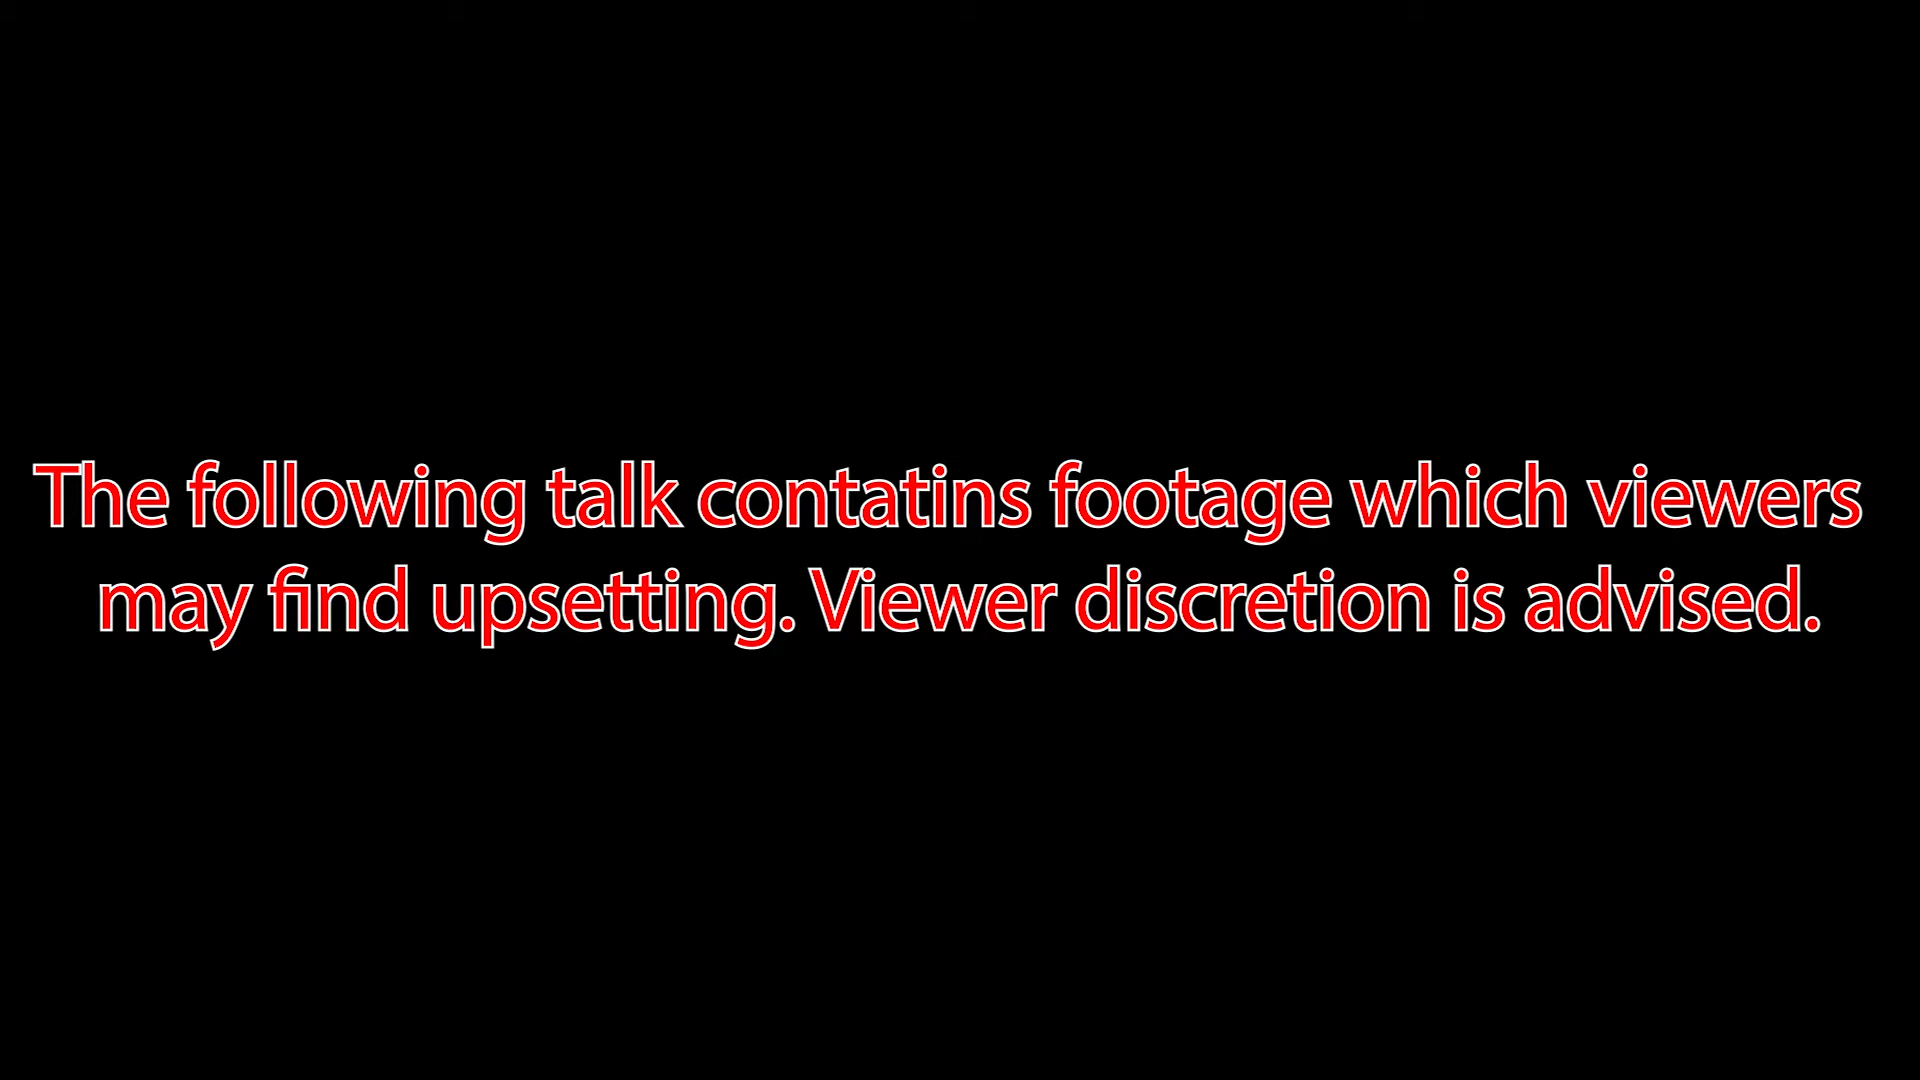 The following talk contatins footage which viewers
may find upsetting. Viewer discretion is advised.